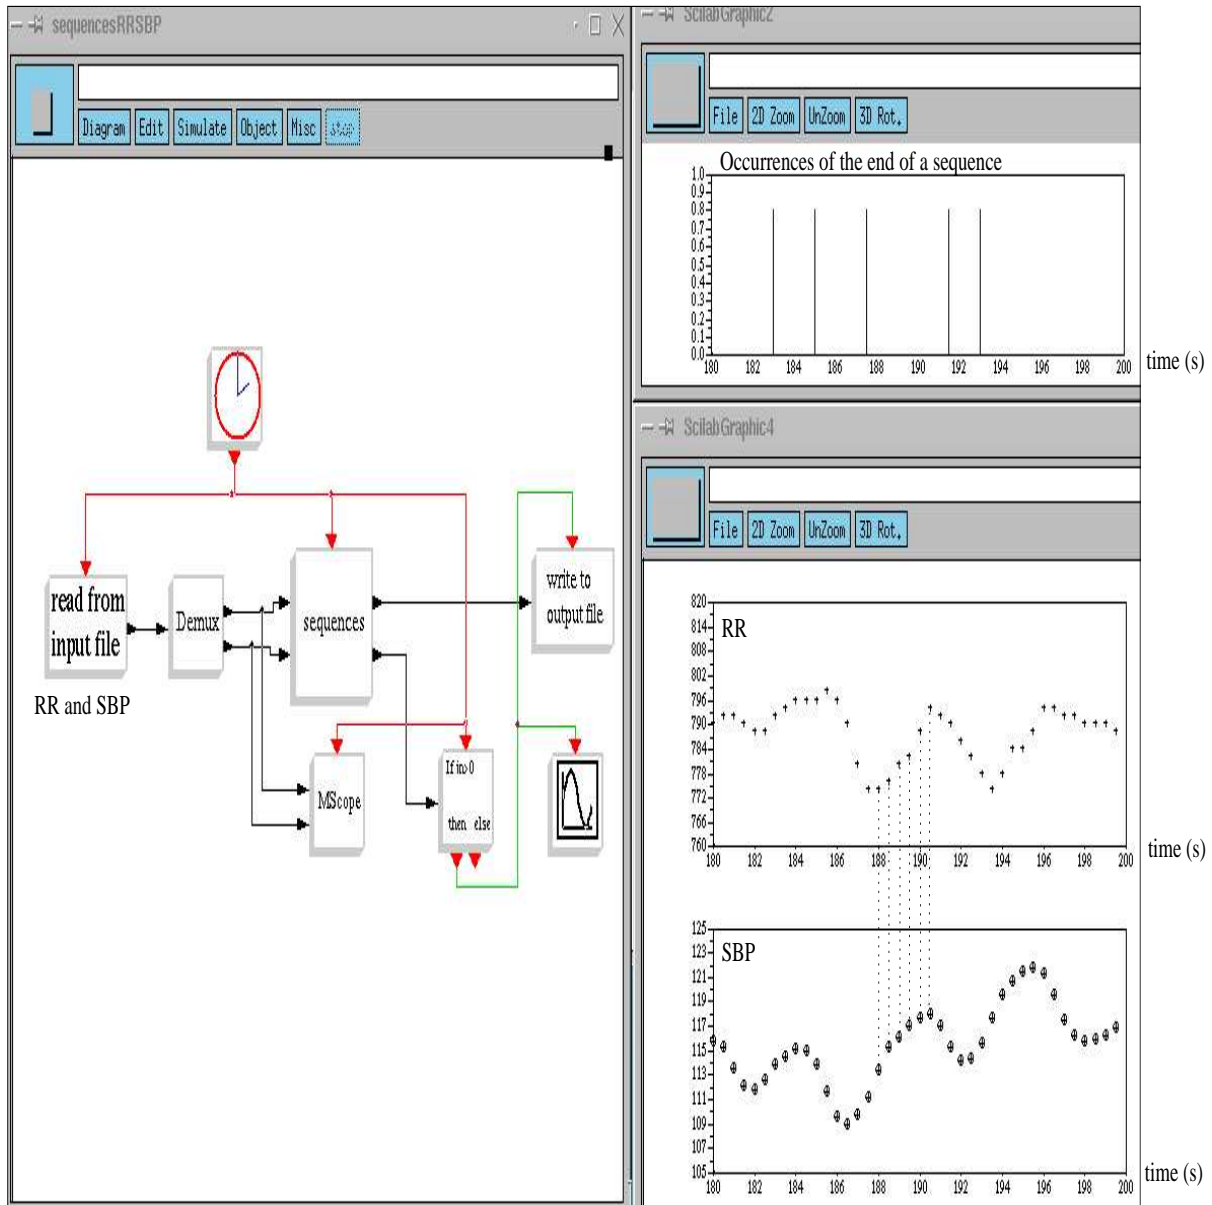 sequencesRRSBP
Diagram Edit Simulate Object Misc stop
read from
input file
RR and SBP
Demux
sequences
write to
output file
MScope
If in>0
then else
ScilabGraphic2
File 2D Zoom UnZoom 3D Rot.
Occurrences of the end of a sequence
1.0
0.9
0.8
0.7
0.6
0.5
0.4
0.3
0.2
0.1
0.0
180 182 184 186 188 190 192 194 196 198 200
time (s)
ScilabGraphic4
File 2D Zoom UnZoom 3D Rot.
RR
820
814
808
802
796
790
784
778
772
766
760
180 182 184 186 188 190 192 194 196 198 200
time (s)
SBP
125
123
121
119
117
115
113
111
109
107
105
180 182 184 186 188 190 192 194 196 198 200
time (s)